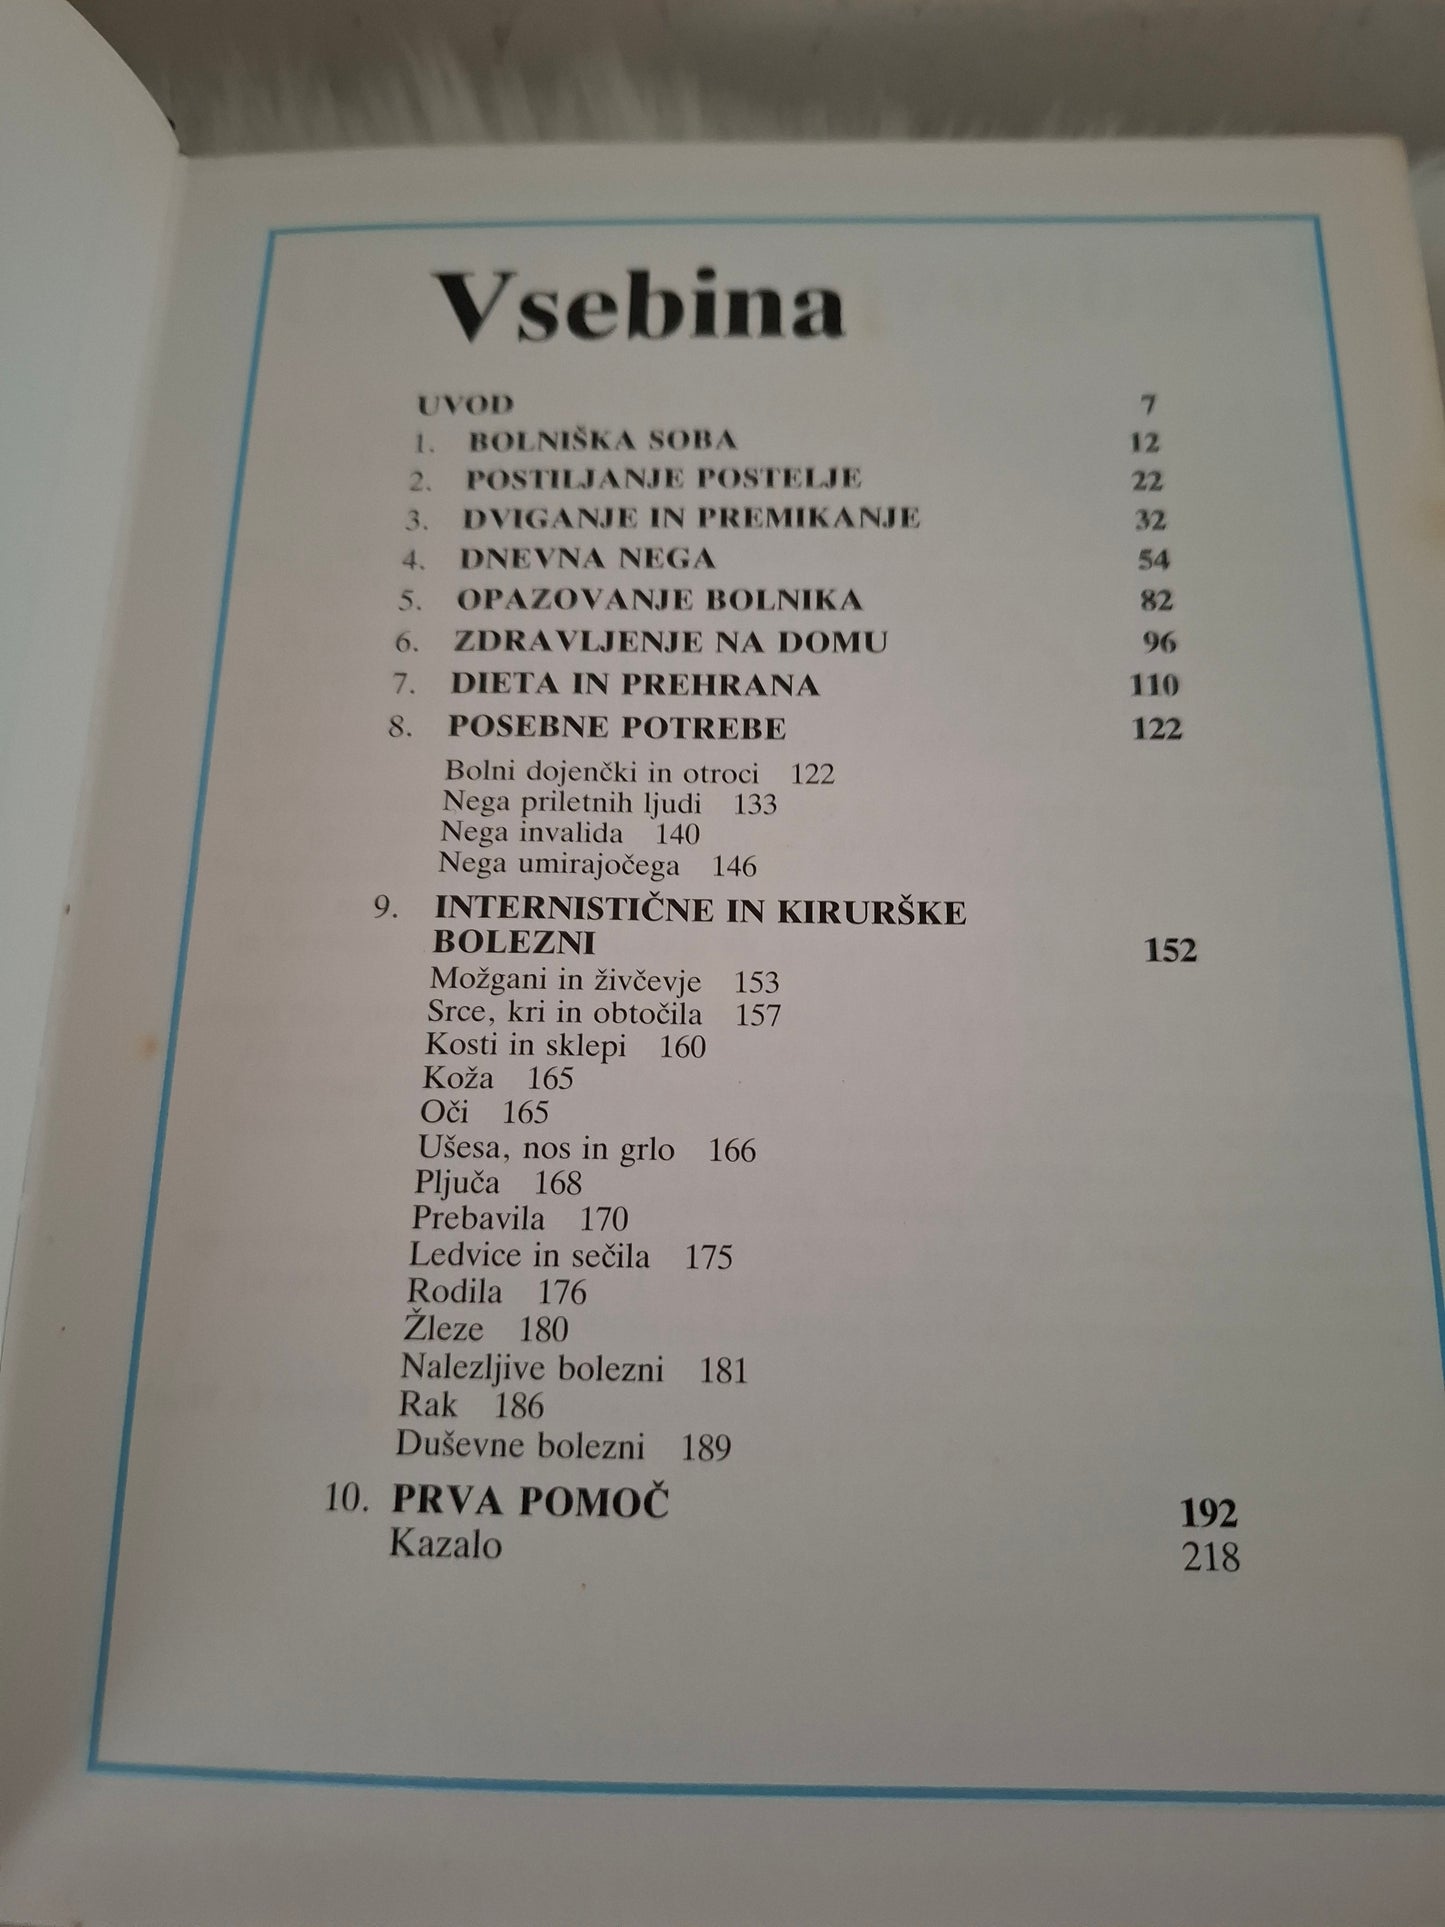 Vsebina
UVOD 7
1. BOLNIŠKA SOBA 12
2. POSTILJANJE POSTELJE 22
3. DVIGANJE IN PREMIKANJE 32
4. DNEVNA NEGA 54
5. OPAZOVANJE BOLNIKA 82
6. ZDRAVLJENJE NA DOMU 96
7. DIETA IN PREHRANA 110
8. POSEBNE POTREBE 122
Bolni dojenčki in otroci 122
Nega priletnih ljudi 133
Nega invalida 140
Nega umirajočega 146
9. INTERNISTIČNE IN KIRURŠKE
BOLEZNI 152
Možgani in živčevje 153
Srce, kri in obtočila 157
Kosti in sklepi 160
Koža 165
Oči 165
Ušesa, nos in grlo 166
Pljuča 168
Prebavila 170
Ledvice in sečila 175
Rodila 176
Žleze 180
Nalezljive bolezni 181
Rak 186
Duševne bolezni 189
10. PRVA POMOČ 192
Kazalo 218